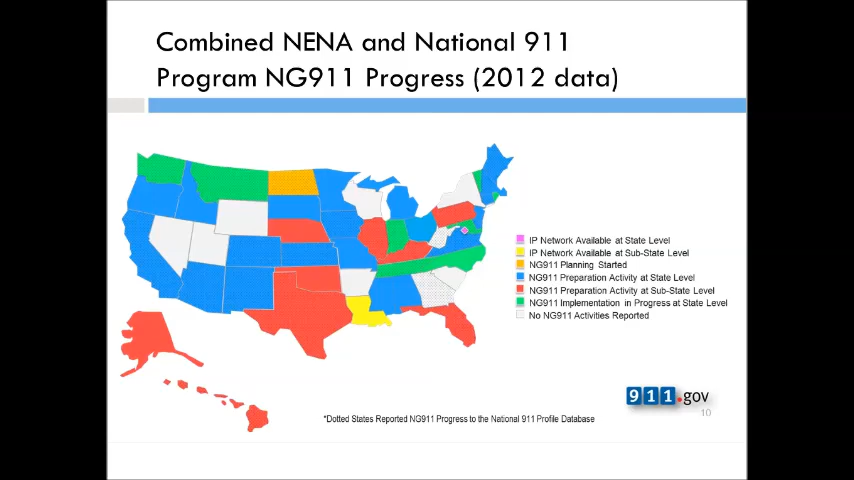 Combined NENA and National 911
Program NG911 Progress (2012 data)
IP Network Available at State Level
IP Network Available at Sub-State Level
NG911 Planning Started
NG911 Preparation Activity at State Level
NG911 Preparation Activity at Sub-State Level
NG911 Implementation in Progress at State Level
No NG911 Activities Reported
911.gov
10
*Dotted States Reported NG911 Progress to the National 911 Profile Database